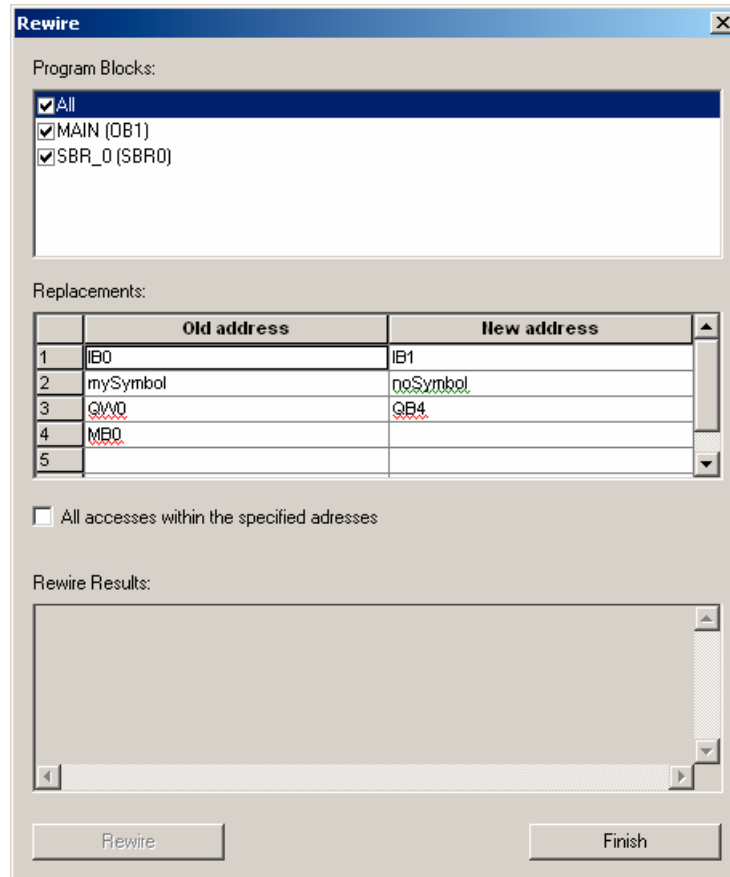 Rewire
Program Blocks:
All
MAIN (OB1)
SBR_0 (SBR0)
Replacements:
Old address New address
1 IB0 IB1
2 mySymbol noSymbol
3 QW0 QB4
4 MB0
5
All accesses within the specified adresses
Rewire Results:
Rewire Finish